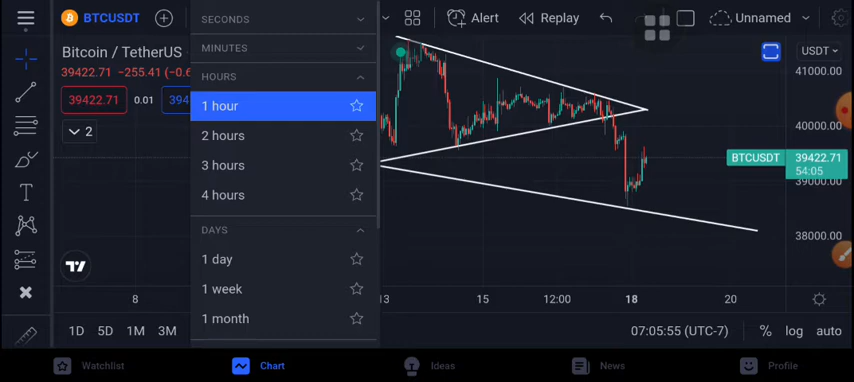 BTCUSDT
Alert
Replay
Unnamed
Bitcoin / TetherUS
39422.71 −255.41 (−0.6
39422.71 0.01 394
2
SECONDS
MINUTES
HOURS
1 hour
2 hours
3 hours
4 hours
DAYS
1 day
1 week
1 month
USDT
41000.00
40000.00
BTCUSDT 39422.71
54:05
39000.00
38000.00
8 13 15 12:00 18 20
1D 5D 1M 3M 07:05:55 (UTC-7) % log auto
Watchlist Chart Ideas News Profile